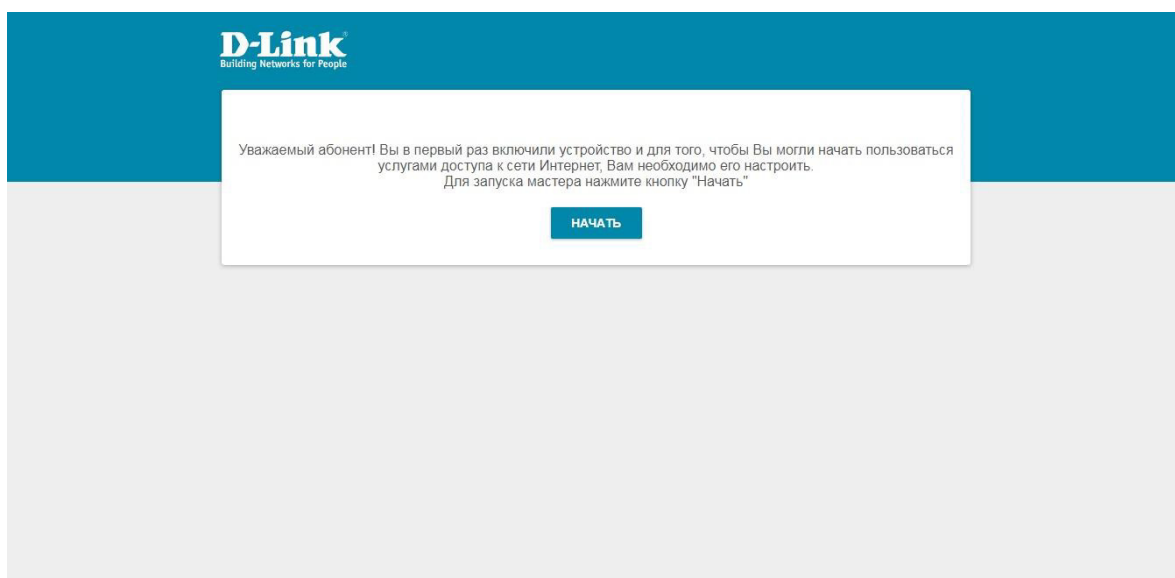 D-Link
Building Networks for People
Уважаемый абонент! Вы в первый раз включили устройство и для того, чтобы Вы могли начать пользоваться
услугами доступа к сети Интернет, Вам необходимо его настроить.
Для запуска мастера нажмите кнопку "Начать"
НАЧАТЬ